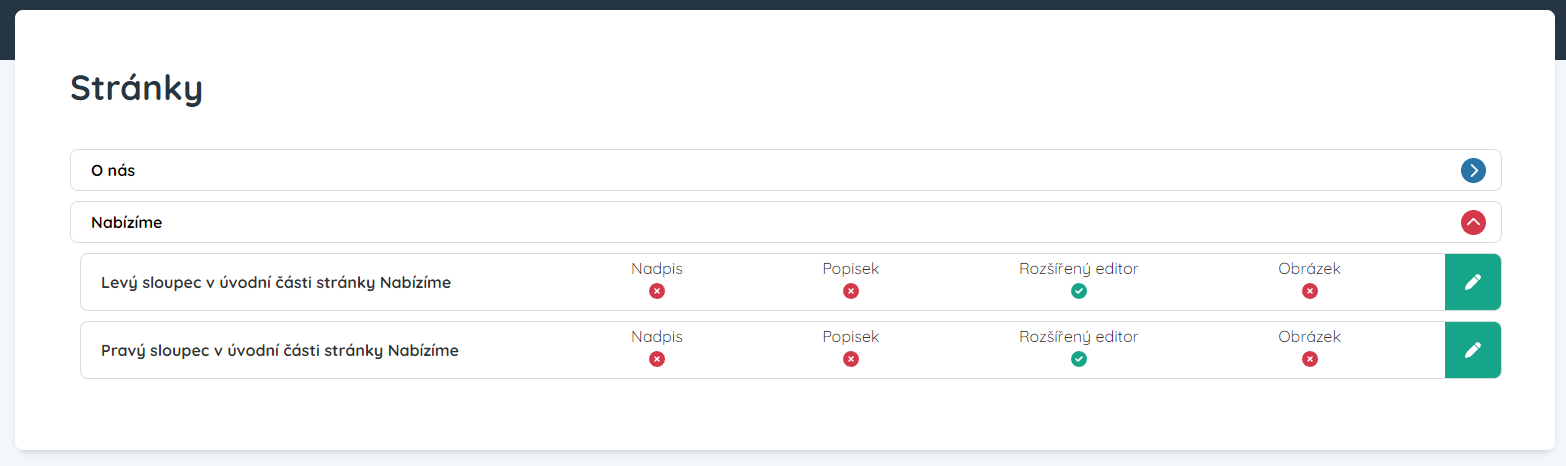 Stránky
O nás
Nabízíme
Levý sloupec v úvodní části stránky Nabízíme
Nadpis
Popisek
Rozšířený editor
Obrázek
Pravý sloupec v úvodní části stránky Nabízíme
Nadpis
Popisek
Rozšířený editor
Obrázek